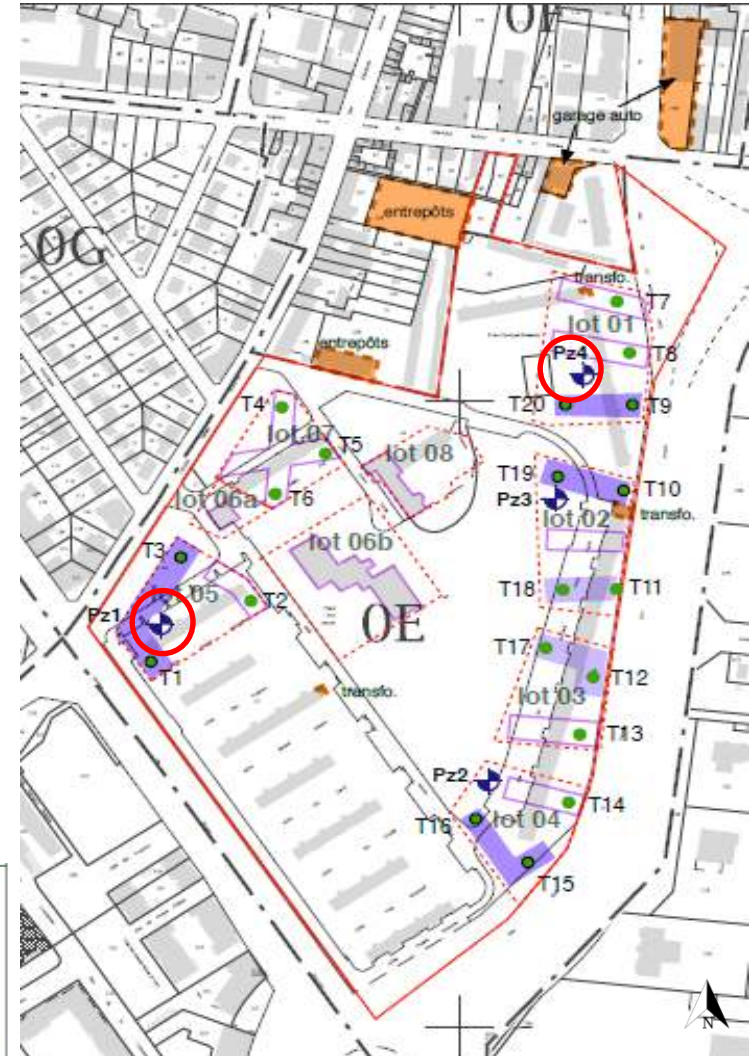 garage auto
entrepôts
0G
transfo.
T7
lot 01
entrepôts
Pz4
T8
T4
T20
T9
lot 07
T5
lot 08
T19
T10
lot 06a
T6
Pz3
lot 02
transfo.
lot 06b
T3
05
T18
T11
T2
Pz1
0E
T17
T1
T12
transfo.
lot 03
T13
Pz2
T14
T16
lot 04
T15
N